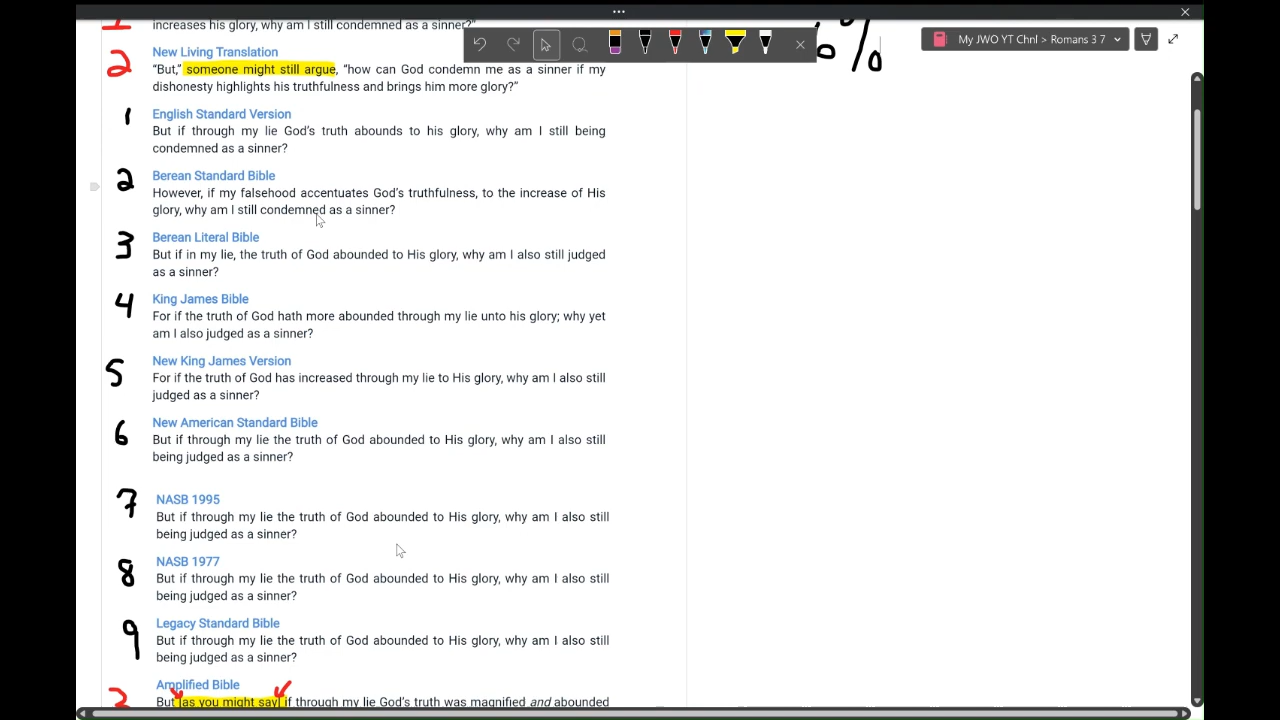 My JWO YT Chnl > Romans 3 7
1 increases his glory, why am I still condemned as a sinner?"
%
2 New Living Translation
"But," someone might still argue, "how can God condemn me as a sinner if my
dishonesty highlights his truthfulness and brings him more glory?"
1 English Standard Version
But if through my lie God's truth abounds to his glory, why am I still being
condemned as a sinner?
2 Berean Standard Bible
However, if my falsehood accentuates God's truthfulness, to the increase of His
glory, why am I still condemned as a sinner?
3 Berean Literal Bible
But if in my lie, the truth of God abounded to His glory, why am I also still judged
as a sinner?
4 King James Bible
For if the truth of God hath more abounded through my lie unto his glory; why yet
am I also judged as a sinner?
5 New King James Version
For if the truth of God has increased through my lie to His glory, why am I also still
judged as a sinner?
6 New American Standard Bible
But if through my lie the truth of God abounded to His glory, why am I also still
being judged as a sinner?
7 NASB 1995
But if through my lie the truth of God abounded to His glory, why am I also still
being judged as a sinner?
8 NASB 1977
But if through my lie the truth of God abounded to His glory, why am I also still
being judged as a sinner?
9 Legacy Standard Bible
But if through my lie the truth of God abounded to His glory, why am I also still
being judged as a sinner?
3 Amplified Bible
But [as you might say] if through my lie God's truth was magnified and abounded